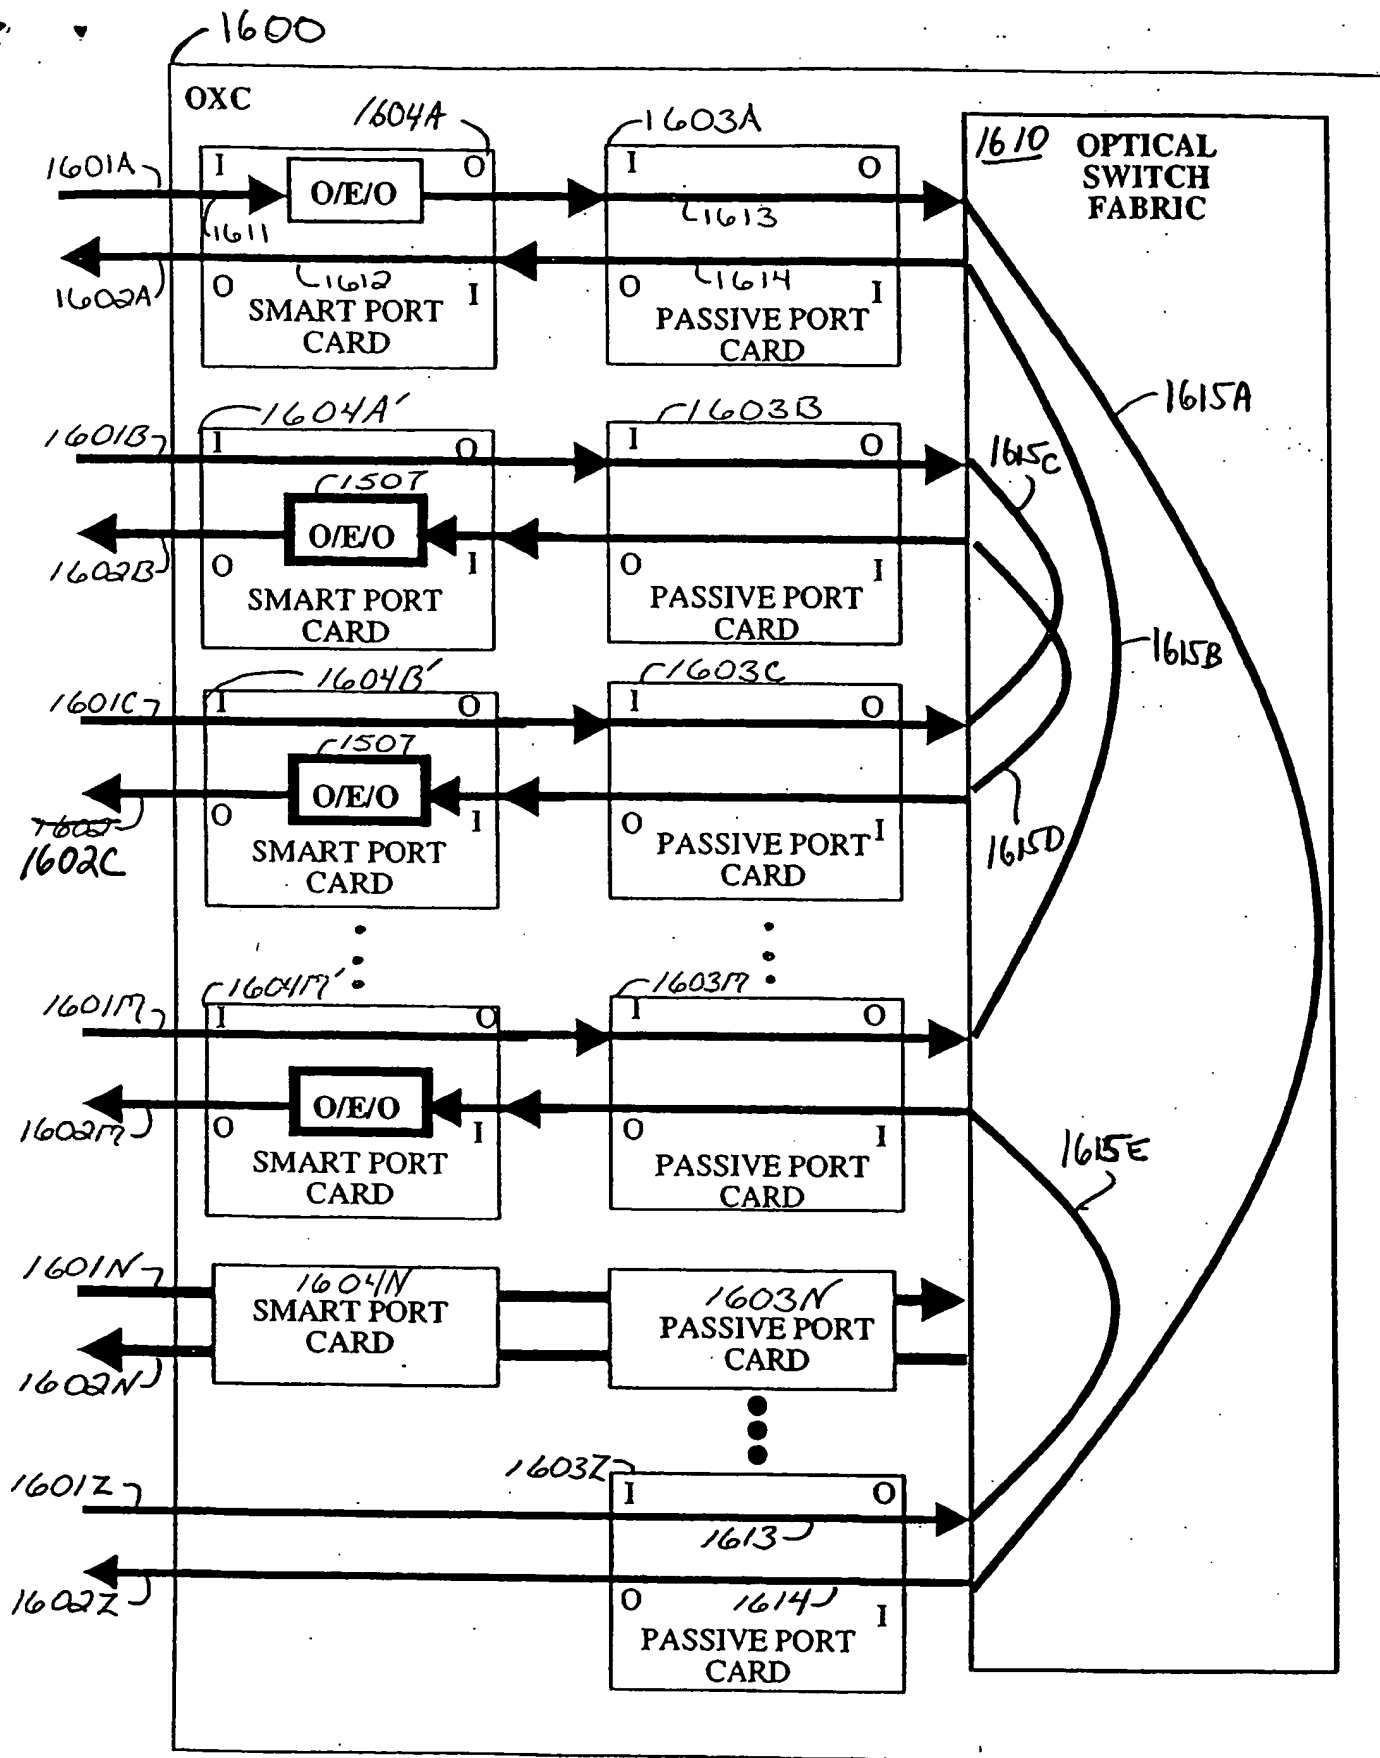 1600
OXC
1604A
1603A
1610
OPTICAL
SWITCH
FABRIC
1601A
I
O/E/O
O
I
O
1611
1613
1602A
O
1612
I
O
1614
I
SMART PORT
CARD
PASSIVE PORT
CARD
1615A
1604A'
1603B
1601B
I
O
I
O
1615C
1507
O/E/O
1602B
O
I
O
I
SMART PORT
CARD
PASSIVE PORT
CARD
1615B
1604B'
1603C
1601C
I
O
I
O
1507
O/E/O
1602
1602C
O
I
O
I
1615D
SMART PORT
CARD
PASSIVE PORT
CARD
1604M'
1603M
1601M
I
O
I
O
O/E/O
1602M
O
I
O
I
1615E
SMART PORT
CARD
PASSIVE PORT
CARD
1601N
1604N
SMART PORT
CARD
1603N
PASSIVE PORT
CARD
1602N
1603Z
1601Z
I
O
1613
1602Z
O
1614
I
PASSIVE PORT
CARD